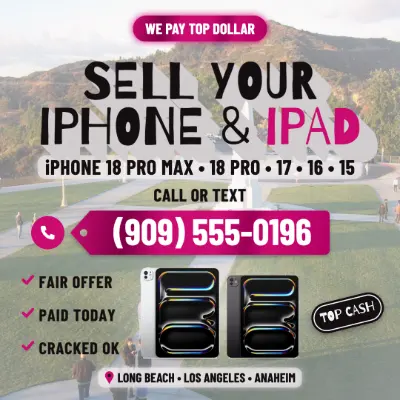 WE PAY TOP DOLLAR
SELL YOUR
IPHONE & IPAD
iPHONE 18 PRO MAX • 18 PRO • 17 • 16 • 15
CALL OR TEXT
(909) 555-0196
FAIR OFFER
PAID TODAY
CRACKED OK
TOP CASH
LONG BEACH • LOS ANGELES • ANAHEIM